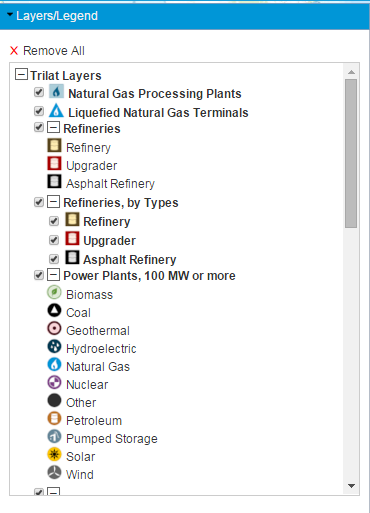 Layers/Legend
X Remove All
Trilat Layers
Natural Gas Processing Plants
Liquefied Natural Gas Terminals
Refineries
Refinery
Upgrader
Asphalt Refinery
Refineries, by Types
Refinery
Upgrader
Asphalt Refinery
Power Plants, 100 MW or more
Biomass
Coal
Geothermal
Hydroelectric
Natural Gas
Nuclear
Other
Petroleum
Pumped Storage
Solar
Wind